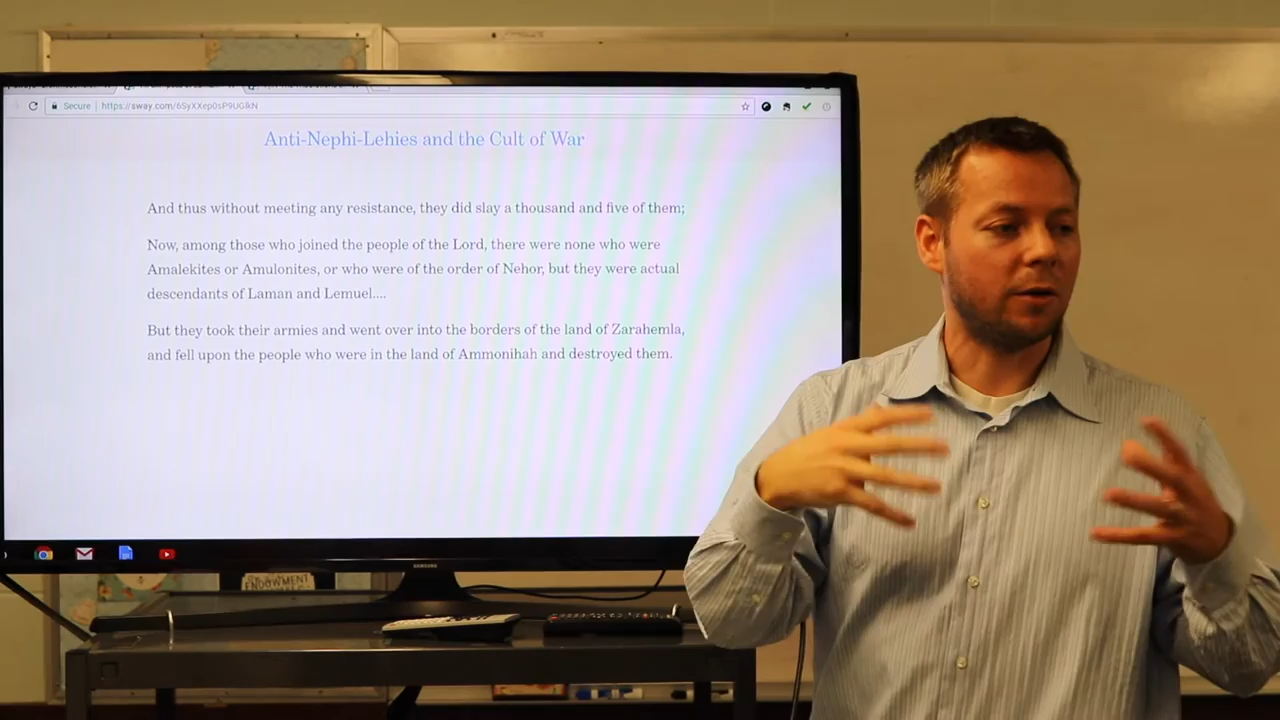 Secure https://sway.com/6SyXXep0sP9UGlkN
Anti-Nephi-Lehies and the Cult of War
And thus without meeting any resistance, they did slay a thousand and five of them;
Now, among those who joined the people of the Lord, there were none who were
Amalekites or Amulonites, or who were of the order of Nehor, but they were actual
descendants of Laman and Lemuel....
But they took their armies and went over into the borders of the land of Zarahemla,
and fell upon the people who were in the land of Ammonihah and destroyed them.
SAMSUNG
ENDOWMENT